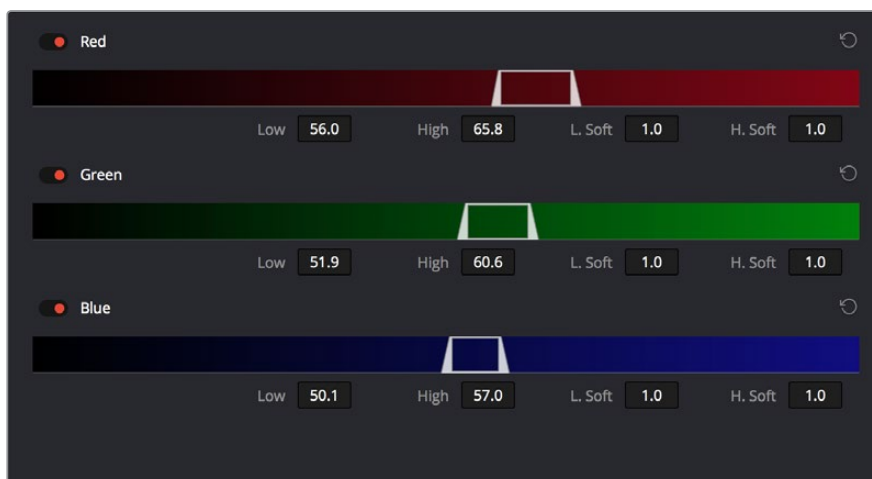 Red
Low 56.0 High 65.8 L. Soft 1.0 H. Soft 1.0
Green
Low 51.9 High 60.6 L. Soft 1.0 H. Soft 1.0
Blue
Low 50.1 High 57.0 L. Soft 1.0 H. Soft 1.0